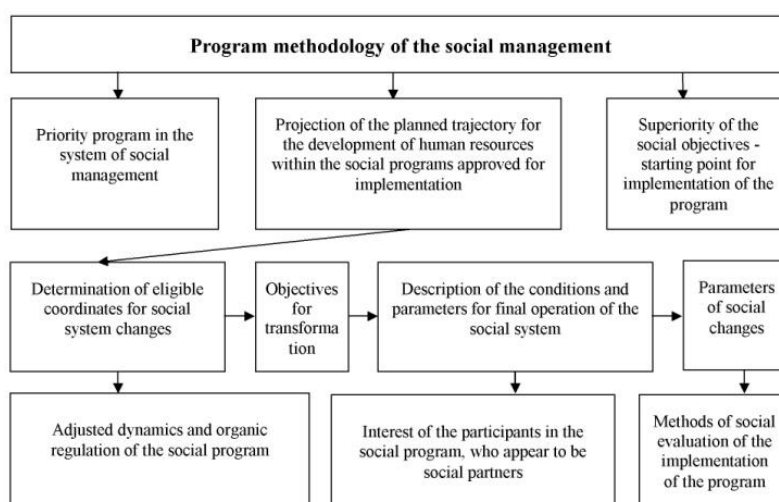 Program methodology of the social management
Priority program in the
system of social
management
Projection of the planned trajectory for
the development of human resources
within the social programs approved for
implementation
Superiority of the
social objectives -
starting point for
implementation of the
program
Determination of eligible
coordinates for social
system changes
Objectives
for
transforma
tion
Description of the conditions and
parameters for final operation of the
social system
Parameters
of social
changes
Adjusted dynamics and organic
regulation of the social program
Interest of the participants in the
social program, who appear to be
social partners
Methods of social
evaluation of the
implementation
of the program